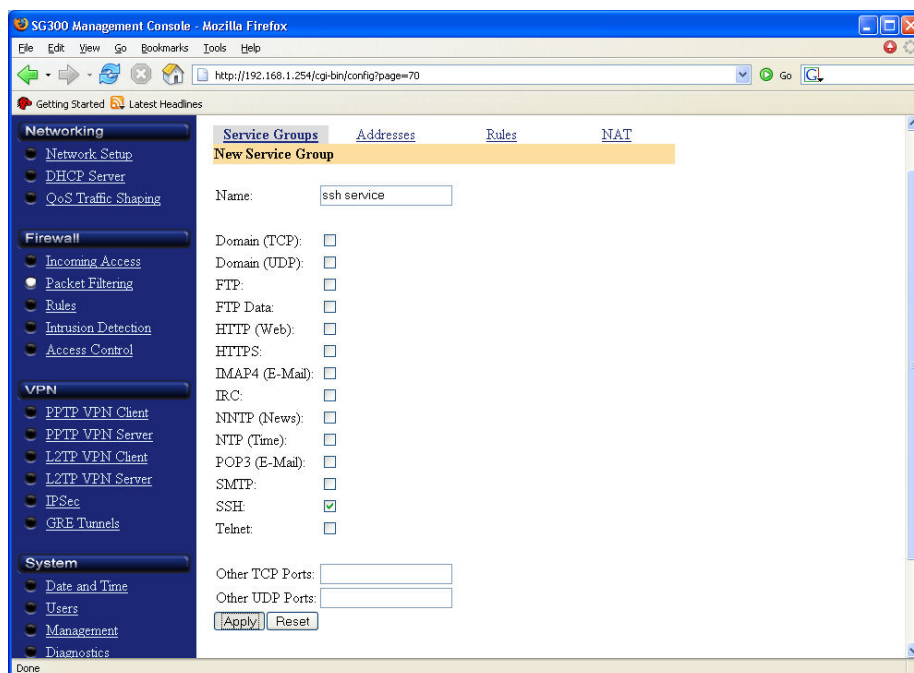 SG300 Management Console - Mozilla Firefox
File Edit View Go Bookmarks Tools Help
http://192.168.1.254/cgi-bin/config?page=70
Go
G
Getting Started Latest Headlines
Networking
Network Setup
DHCP Server
QoS Traffic Shaping
Firewall
Incoming Access
Packet Filtering
Rules
Intrusion Detection
Access Control
VPN
PPTP VPN Client
PPTP VPN Server
L2TP VPN Client
L2TP VPN Server
IPSec
GRE Tunnels
System
Date and Time
Users
Management
Diagnostics
Service Groups Addresses Rules NAT
New Service Group
Name: ssh service
Domain (TCP):
Domain (UDP):
FTP:
FTP Data:
HTTP (Web):
HTTPS:
IMAP4 (E-Mail):
IRC:
NNTP (News):
NTP (Time):
POP3 (E-Mail):
SMTP:
SSH:
Telnet:
Other TCP Ports:
Other UDP Ports:
Apply Reset
Done